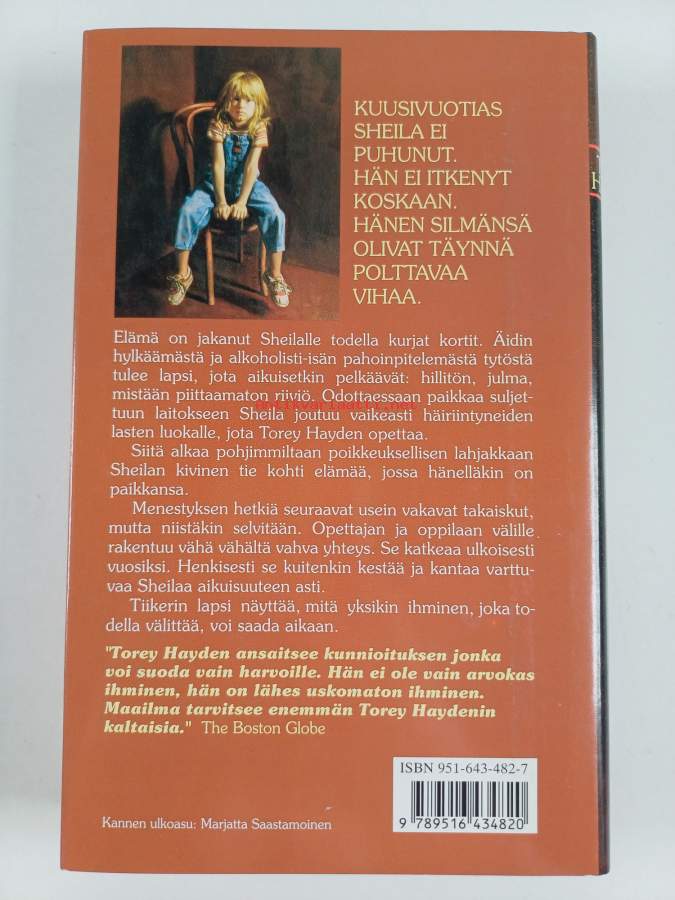 KUUSIVUOTIAS
SHEILA EI
PUHUNUT.
HÄN EI ITKENYT
KOSKAAN.
HÄNEN SILMÄNSÄ
OLIVAT TÄYNNÄ
POLTTAVAA
VIHAA.
Elämä on jakanut Sheilalle todella kurjat kortit. Äidin
hylkäämästä ja alkoholisti-isän pahoinpitelemästä tytöstä
tulee lapsi, jota aikuisetkin pelkäävät: hillitön, julma,
mistään piittaamaton riiviö. Odottaessaan paikkaa suljet-
tuun laitokseen Sheila joutuu vaikeasti häiriintyneiden
lasten luokalle, jota Torey Hayden opettaa.
Siitä alkaa pohjimmiltaan poikkeuksellisen lahjakkaan
Sheilan kivinen tie kohti elämää, jossa hänelläkin on
paikkansa.
Menestyksen hetkiä seuraavat usein vakavat takaiskut,
mutta niistäkin selvitään. Opettajan ja oppilaan välille
rakentuu vähä vähältä vahva yhteys. Se katkeaa ulkoisesti
vuosiksi. Henkisesti se kuitenkin kestää ja kantaa varttu-
vaa Sheilaa aikuisuuteen asti.
Tiikerin lapsi näyttää, mitä yksikin ihminen, joka to-
della välittää, voi saada aikaan.
"Torey Hayden ansaitsee kunnioituksen jonka
voi suoda vain harvoille. Hän ei ole vain arvokas
ihminen, hän on lähes uskomaton ihminen.
Maailma tarvitsee enemmän Torey Haydenin
kaltaisia." The Boston Globe
ISBN 951-643-482-7
9 789516 434820
Kannen ulkoasu: Marjatta Saastamoinen